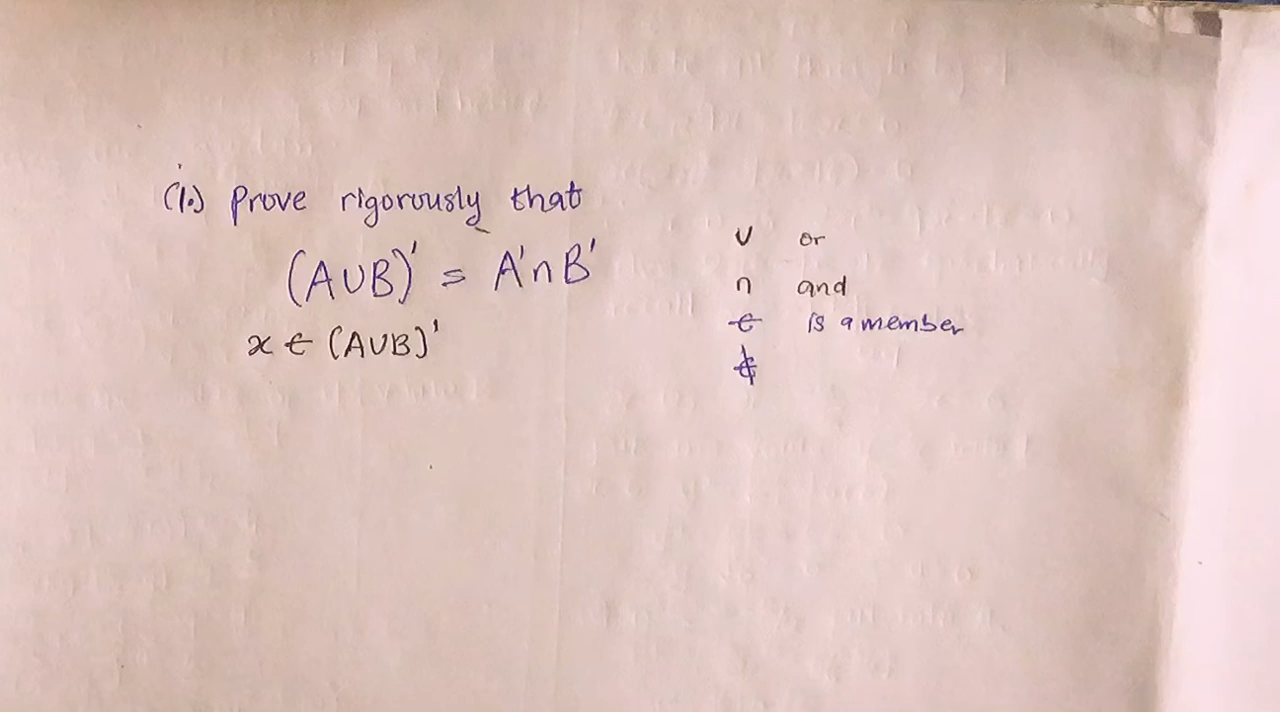 (1.) Prove rigorously that
(A∪B)' = A'∩B'
x ∈ (A∪B)'
∪ or
∩ and
∈ is a member
∉